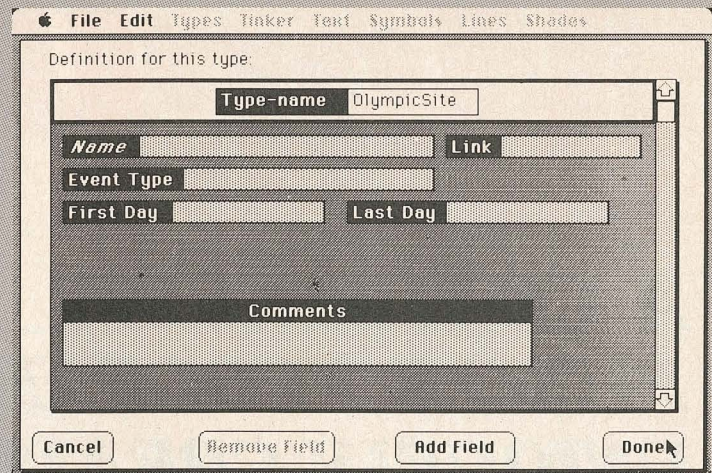 File Edit Types Tinker Text Symbols Lines Shades
Definition for this type:
Type-name OlympicSite
Name Link
Event Type
First Day Last Day
Comments
Cancel Remove Field Add Field Done